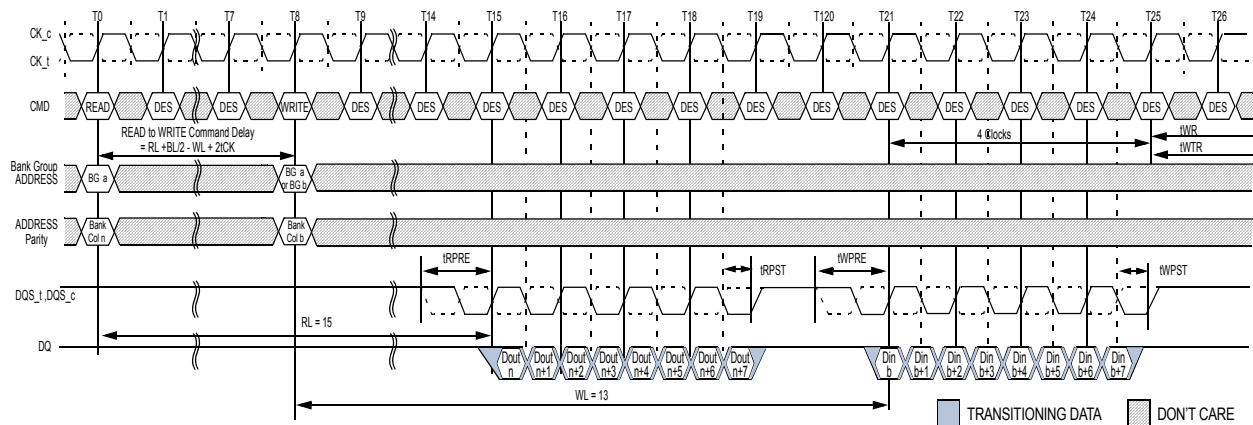 T0 T1 T7 T8 T9 T14 T15 T16 T17 T18 T19 T120 T21 T22 T23 T24 T25 T26
CK_c
CK_t
CMD READ DES DES WRITE DES DES DES DES DES DES DES DES DES DES DES DES DES DES
READ to WRITE Command Delay
= RL +BL/2 - WL + 2tCK
4 Clocks
tWR
tWTR
Bank Group
ADDRESS
BG a
BG a
or BG b
ADDRESS
Parity
Bank
Col n
Bank
Col b
tRPRE tRPST tWPRE tWPST
DQS_t ,DQS_c
RL = 15
DQ
Dout
n
Dout
n+1
Dout
n+2
Dout
n+3
Dout
n+4
Dout
n+5
Dout
n+6
Dout
n+7
Din
b
Din
b+1
Din
b+2
Din
b+3
Din
b+4
Din
b+5
Din
b+6
Din
b+7
WL = 13
TRANSITIONING DATA DON'T CARE